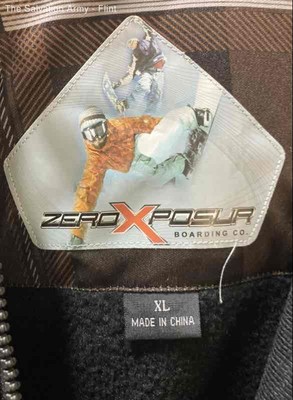 The Salvation Army - Flint
ZEROXPOSUR
BOARDING CO.
XL
MADE IN CHINA